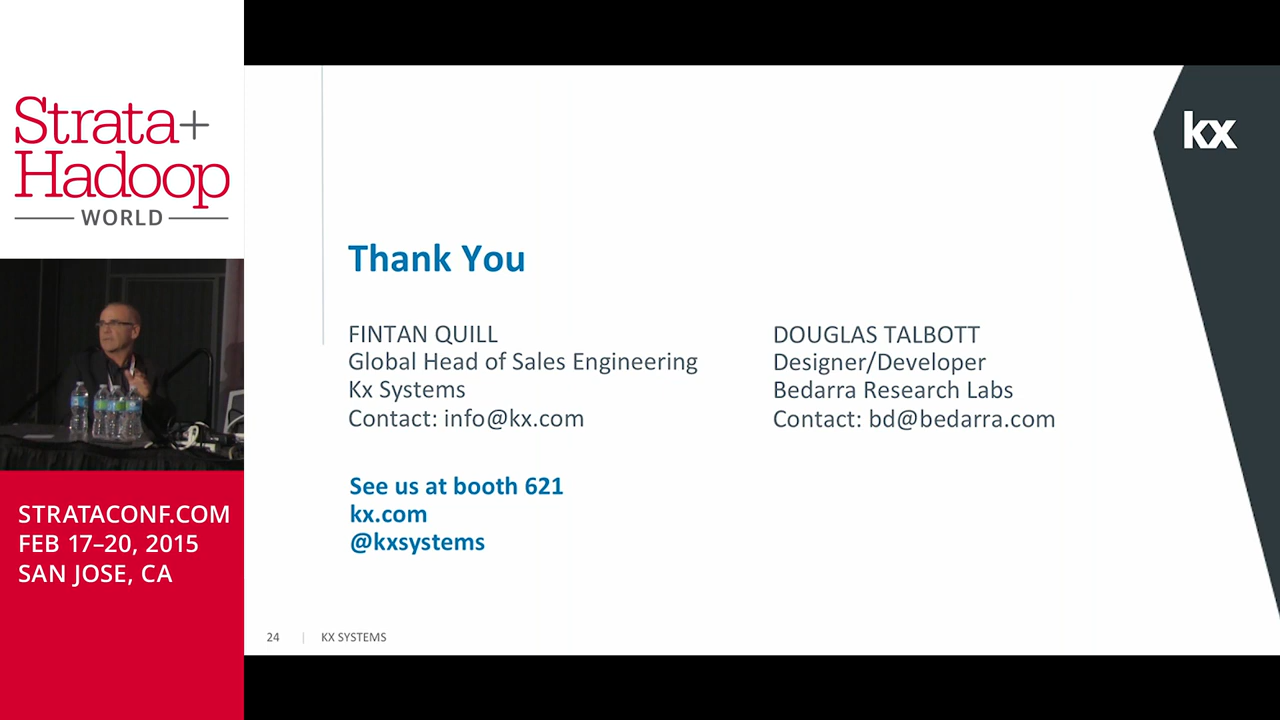 Strata+
Hadoop
WORLD
STRATACONF.COM
FEB 17–20, 2015
SAN JOSE, CA
kx
Thank You
FINTAN QUILL
Global Head of Sales Engineering
Kx Systems
Contact: info@kx.com
DOUGLAS TALBOTT
Designer/Developer
Bedarra Research Labs
Contact: bd@bedarra.com
See us at booth 621
kx.com
@kxsystems
24 | KX SYSTEMS